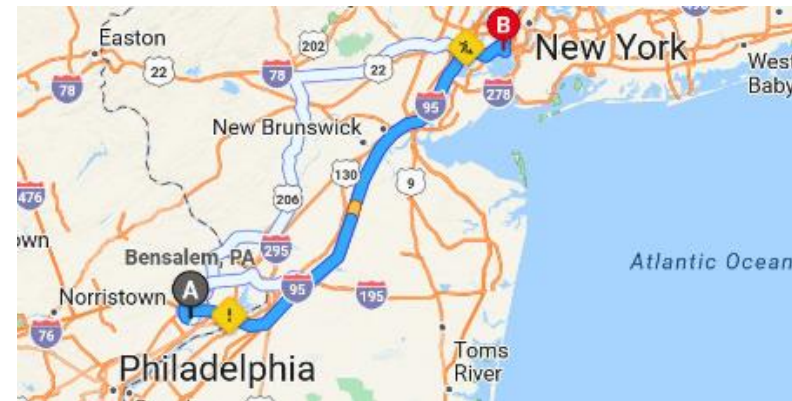 B
Easton
202
New York
22
78
22
West
Baby
78
95
278
New Brunswick
130
9
476
206
own
295
Bensalem, PA
Atlantic Ocean
A
95
195
Norristown
!
76
Philadelphia
Toms
River